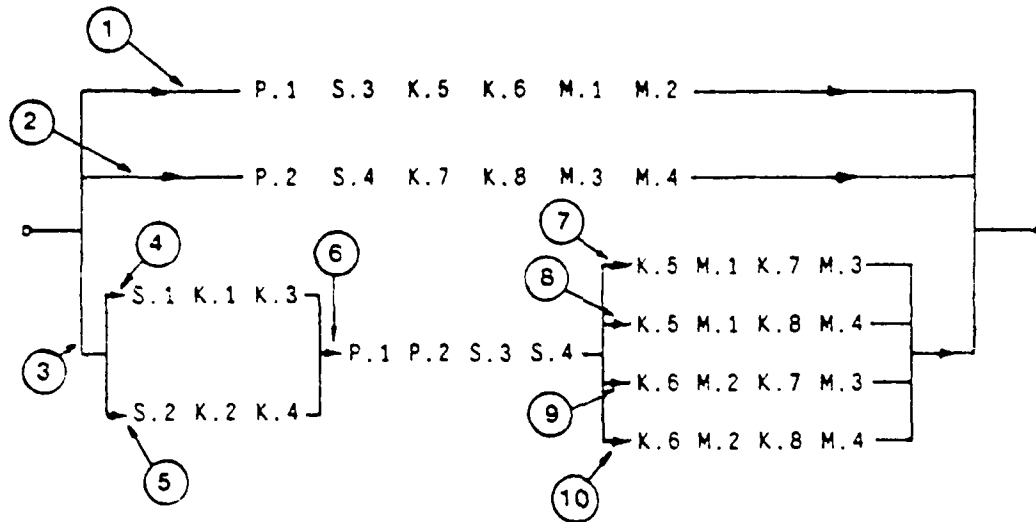 1
P.1 S.3 K.5 K.6 M.1 M.2
2
P.2 S.4 K.7 K.8 M.3 M.4
4
6
7
K.5 M.1 K.7 M.3
S.1 K.1 K.3
8
K.5 M.1 K.8 M.4
3
P.1 P.2 S.3 S.4
K.6 M.2 K.7 M.3
9
S.2 K.2 K.4
K.6 M.2 K.8 M.4
5
10